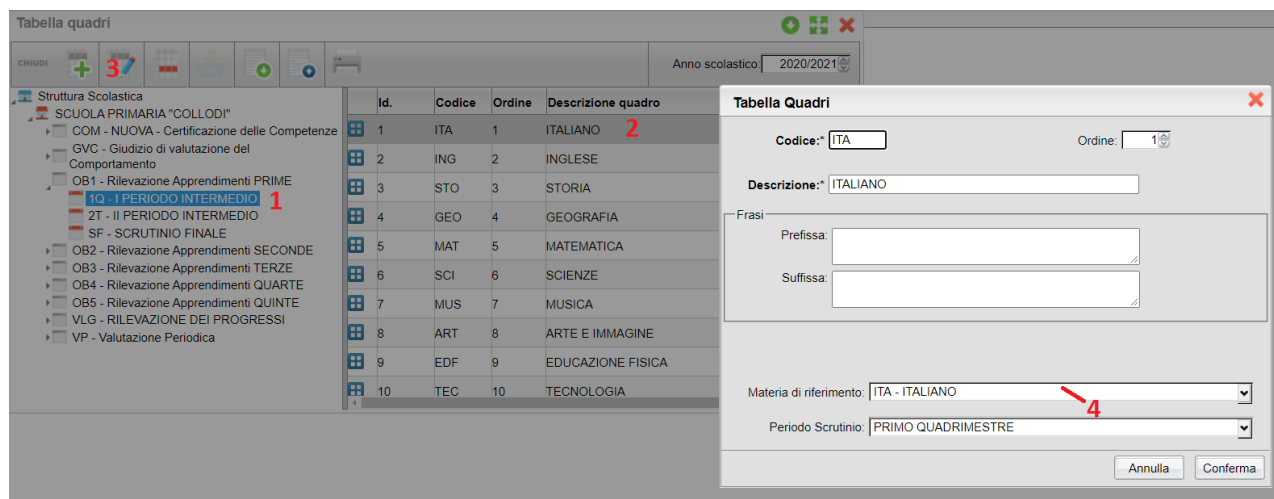 Tabella quadri
CHIUDI 3 Anno scolastico: 2020/2021
Struttura Scolastica
SCUOLA PRIMARIA "COLLODI"
COM - NUOVA - Certificazione delle Competenze
GVC - Giudizio di valutazione del
Comportamento
OB1 - Rilevazione Apprendimenti PRIME
1Q - I PERIODO INTERMEDIO 1
2T - II PERIODO INTERMEDIO
SF - SCRUTINIO FINALE
OB2 - Rilevazione Apprendimenti SECONDE
OB3 - Rilevazione Apprendimenti TERZE
OB4 - Rilevazione Apprendimenti QUARTE
OB5 - Rilevazione Apprendimenti QUINTE
VLG - RILEVAZIONE DEI PROGRESSI
VP - Valutazione Periodica
Id. Codice Ordine Descrizione quadro
1 ITA 1 ITALIANO 2
2 ING 2 INGLESE
3 STO 3 STORIA
4 GEO 4 GEOGRAFIA
5 MAT 5 MATEMATICA
6 SCI 6 SCIENZE
7 MUS 7 MUSICA
8 ART 8 ARTE E IMMAGINE
9 EDF 9 EDUCAZIONE FISICA
10 TEC 10 TECNOLOGIA
Tabella Quadri
Codice:* ITA Ordine: 1
Descrizione:* ITALIANO
Frasi
Prefissa:
Suffissa:
Materia di riferimento: ITA - ITALIANO
4
Periodo Scrutinio: PRIMO QUADRIMESTRE
Annulla Conferma